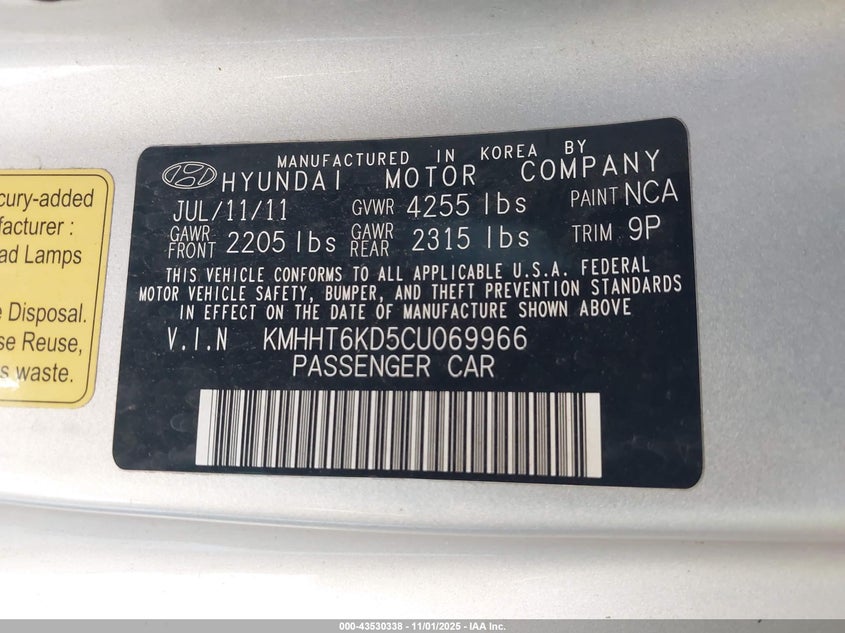 MANUFACTURED IN KOREA BY
HYUNDAI MOTOR COMPANY
JUL/11/11 GVWR 4255 lbs PAINT NCA
GAWR FRONT 2205 lbs GAWR REAR 2315 lbs TRIM 9P
THIS VEHICLE CONFORMS TO ALL APPLICABLE U.S.A. FEDERAL
MOTOR VEHICLE SAFETY, BUMPER, AND THEFT PREVENTION STANDARDS
IN EFFECT ON THE DATE OF MANUFACTURE SHOWN ABOVE
V.I.N KMHHT6KD5CU069966
PASSENGER CAR
cury-added
facturer :
ad Lamps
e Disposal.
se Reuse,
s waste.
000-43530338 - 11/01/2025 - IAA Inc.